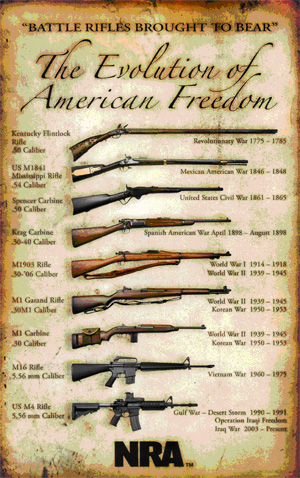 "BATTLE RIFLES BROUGHT TO BEAR"
The Evolution of
American Freedom
Kentucky Flintlock
Rifle
.50 Caliber
Revolutionary War 1775 – 1783
US M1841
Mississippi Rifle
.54 Caliber
Mexican American War 1846 – 1848
Spencer Carbine
.50 Caliber
United States Civil War 1861 – 1865
Krag Carbine
.30-40 Caliber
Spanish American War April 1898 – August 1898
M1903 Rifle
.30-'06 Caliber
World War I 1914 – 1918
World War II 1939 – 1945
M1 Garand Rifle
.30M1 Caliber
World War II 1939 – 1945
Korean War 1950 – 1953
M1 Carbine
.30 Caliber
World War II 1939 – 1945
Korean War 1950 – 1953
M16 Rifle
5.56 mm Caliber
Vietnam War 1960 – 1975
US M4 Rifle
5.56 mm Caliber
Gulf War – Desert Storm 1990 – 1991
Operation Iraqi Freedom
Iraq War 2003 – Present
NRA™